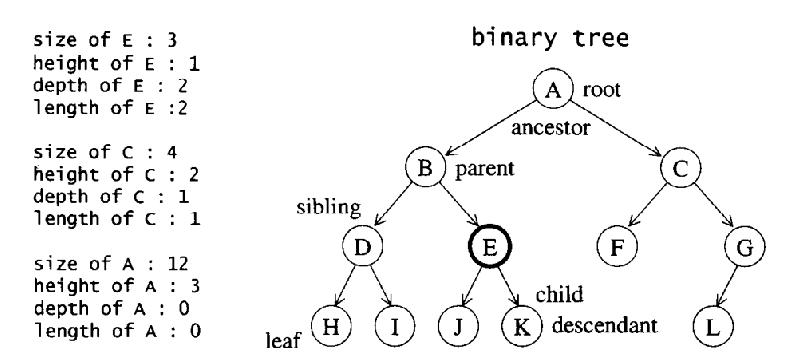 size of E : 3
height of E : 1
depth of E : 2
length of E :2
size of C : 4
height of C : 2
depth of C : 1
length of C : 1
size of A : 12
height of A : 3
depth of A : 0
length of A : 0
binary tree
A root
ancestor
B parent
C
sibling
D
E
F
G
child
leaf H
I
J
K descendant
L